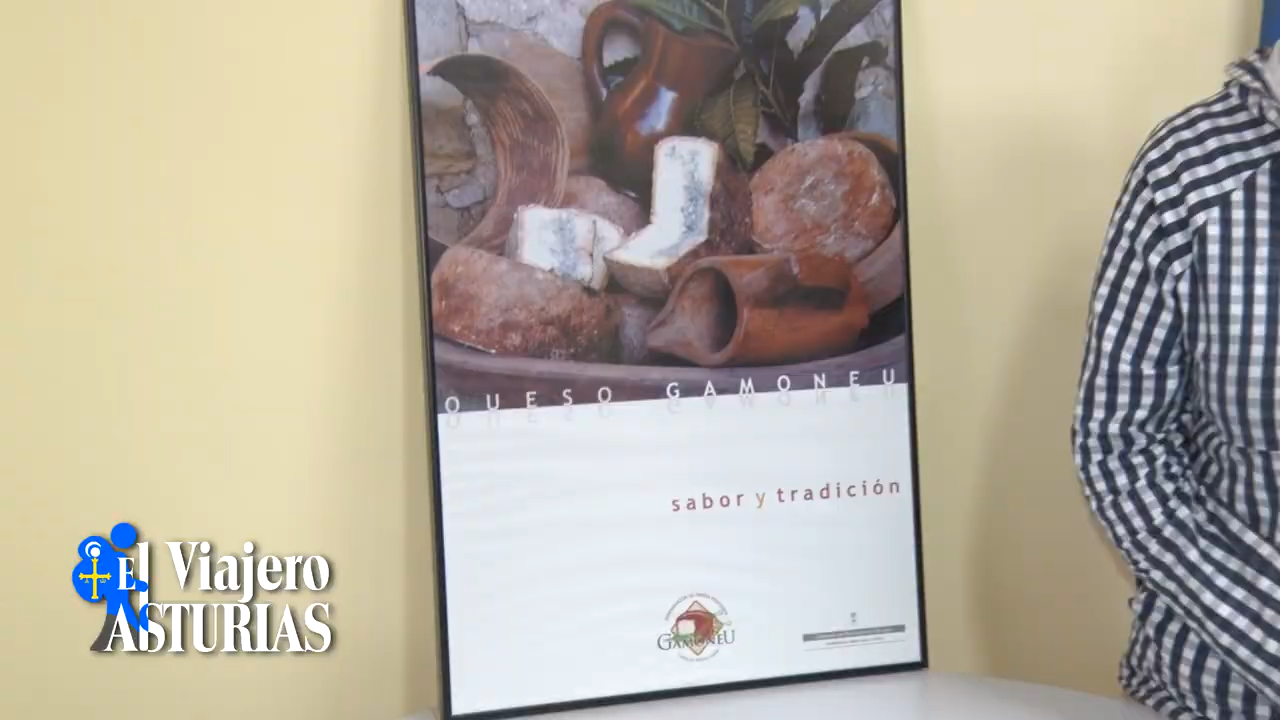 QUESO GAMONEU
sabor y tradición
GAMONEU
El Viajero
ASTURIAS